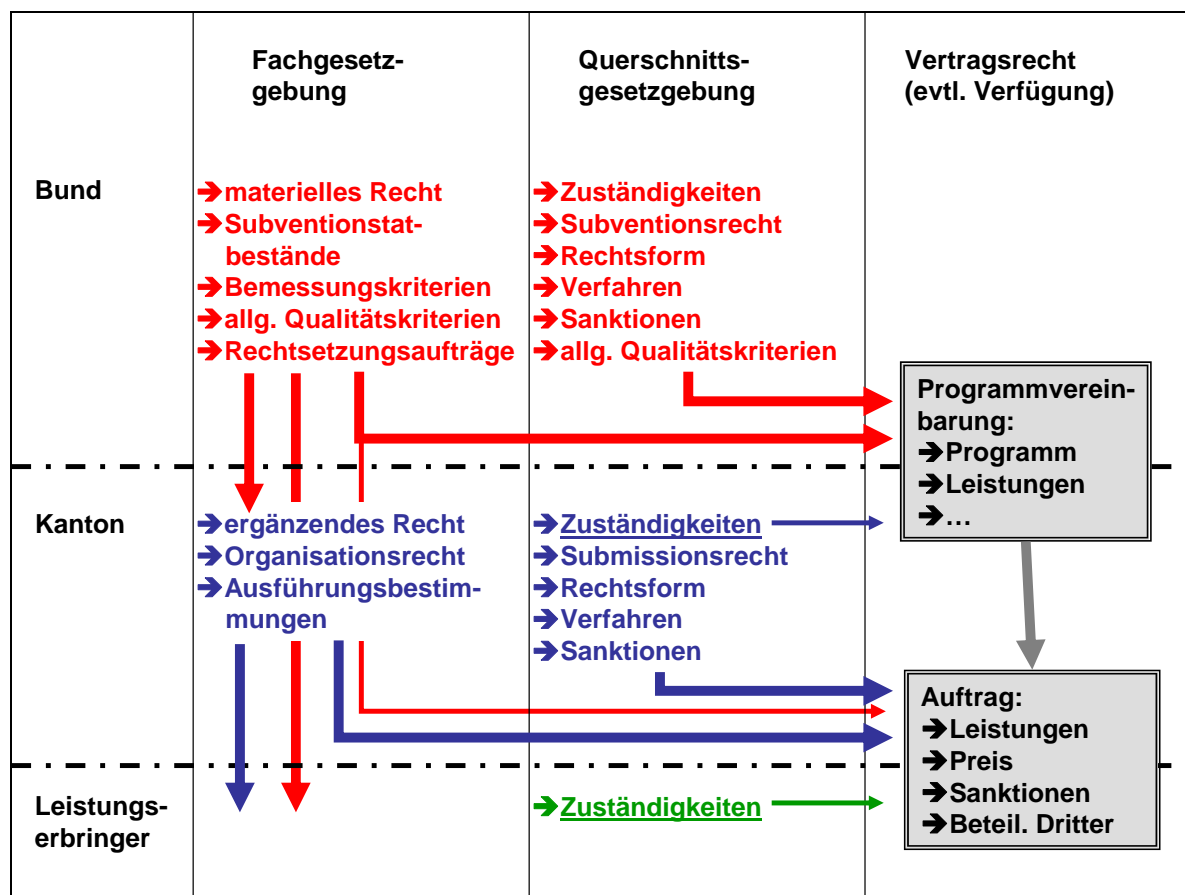 Fachgesetz-
gebung
Querschnitts-
gesetzgebung
Vertragsrecht
(evtl. Verfügung)
Bund
➔materielles Recht
➔Subventionstat-
bestände
➔Bemessungskriterien
➔allg. Qualitätskriterien
➔Rechtsetzungsaufträge
➔Zuständigkeiten
➔Subventionsrecht
➔Rechtsform
➔Verfahren
➔Sanktionen
➔allg. Qualitätskriterien
Programmverein-
barung:
➔Programm
➔Leistungen
➔…
Kanton
➔ergänzendes Recht
➔Organisationsrecht
➔Ausführungsbestim-
mungen
➔Zuständigkeiten
➔Submissionsrecht
➔Rechtsform
➔Verfahren
➔Sanktionen
Auftrag:
➔Leistungen
➔Preis
➔Sanktionen
➔Beteil. Dritter
Leistungs-
erbringer
➔Zuständigkeiten